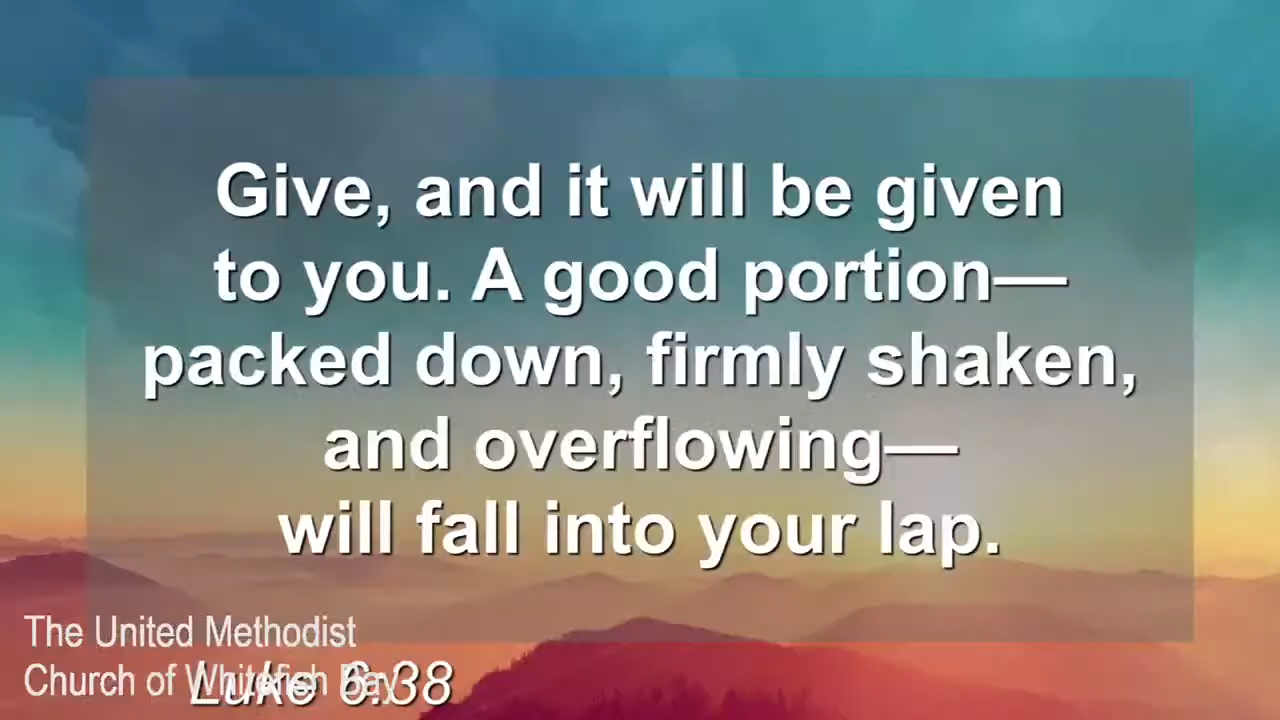 Give, and it will be given
to you. A good portion—
packed down, firmly shaken,
and overflowing—
will fall into your lap.
The United Methodist
Church of Whitefish Bay
Luke 6:38